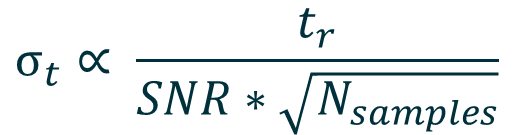 σ_t ∝ t_r / (SNR * √N_samples)